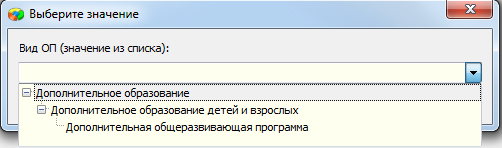 Выберите значение
Вид ОП (значение из списка):
Дополнительное образование
Дополнительное образование детей и взрослых
Дополнительная общеразвивающая программа